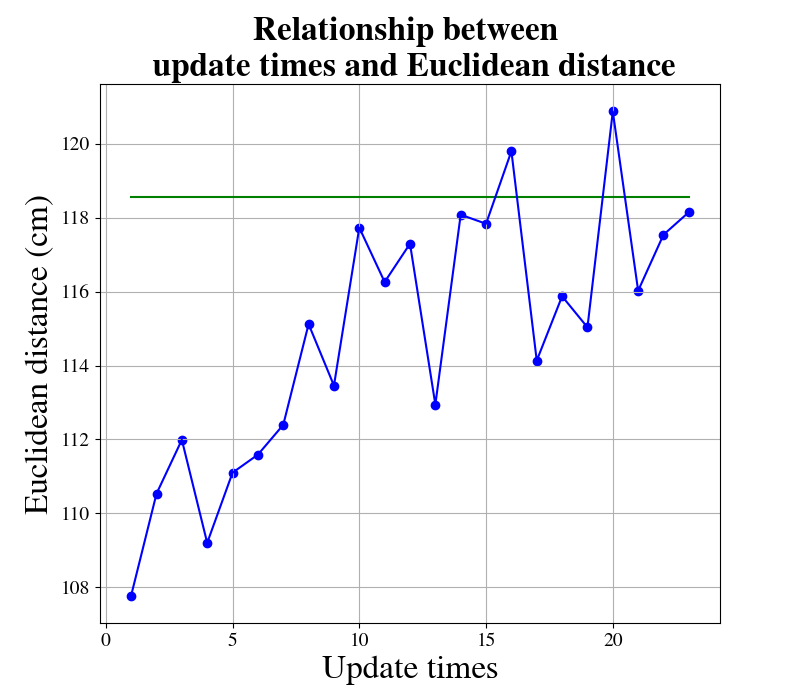 Relationship between
update times and Euclidean distance
Euclidean distance (cm)
120
118
116
114
112
110
108
0 5 10 15 20
Update times